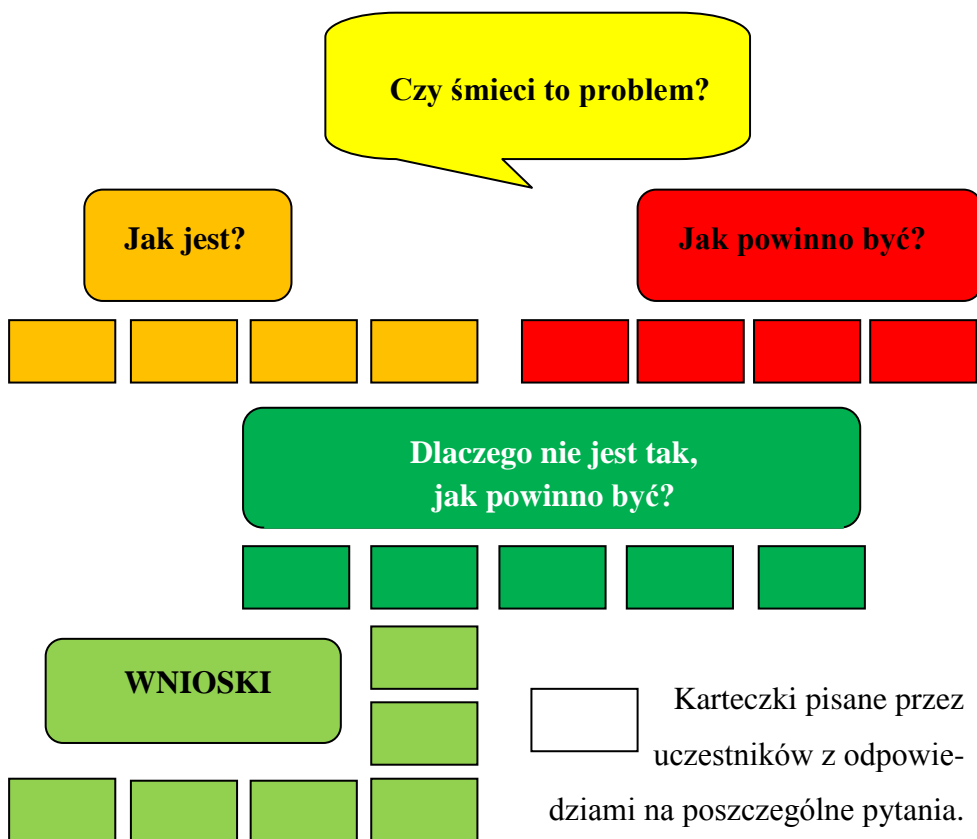 Czy śmieci to problem?
Jak jest?
Jak powinno być?
Dlaczego nie jest tak,
jak powinno być?
WNIOSKI
Karteczki pisane przez
uczestników z odpowie-
dziami na poszczególne pytania.